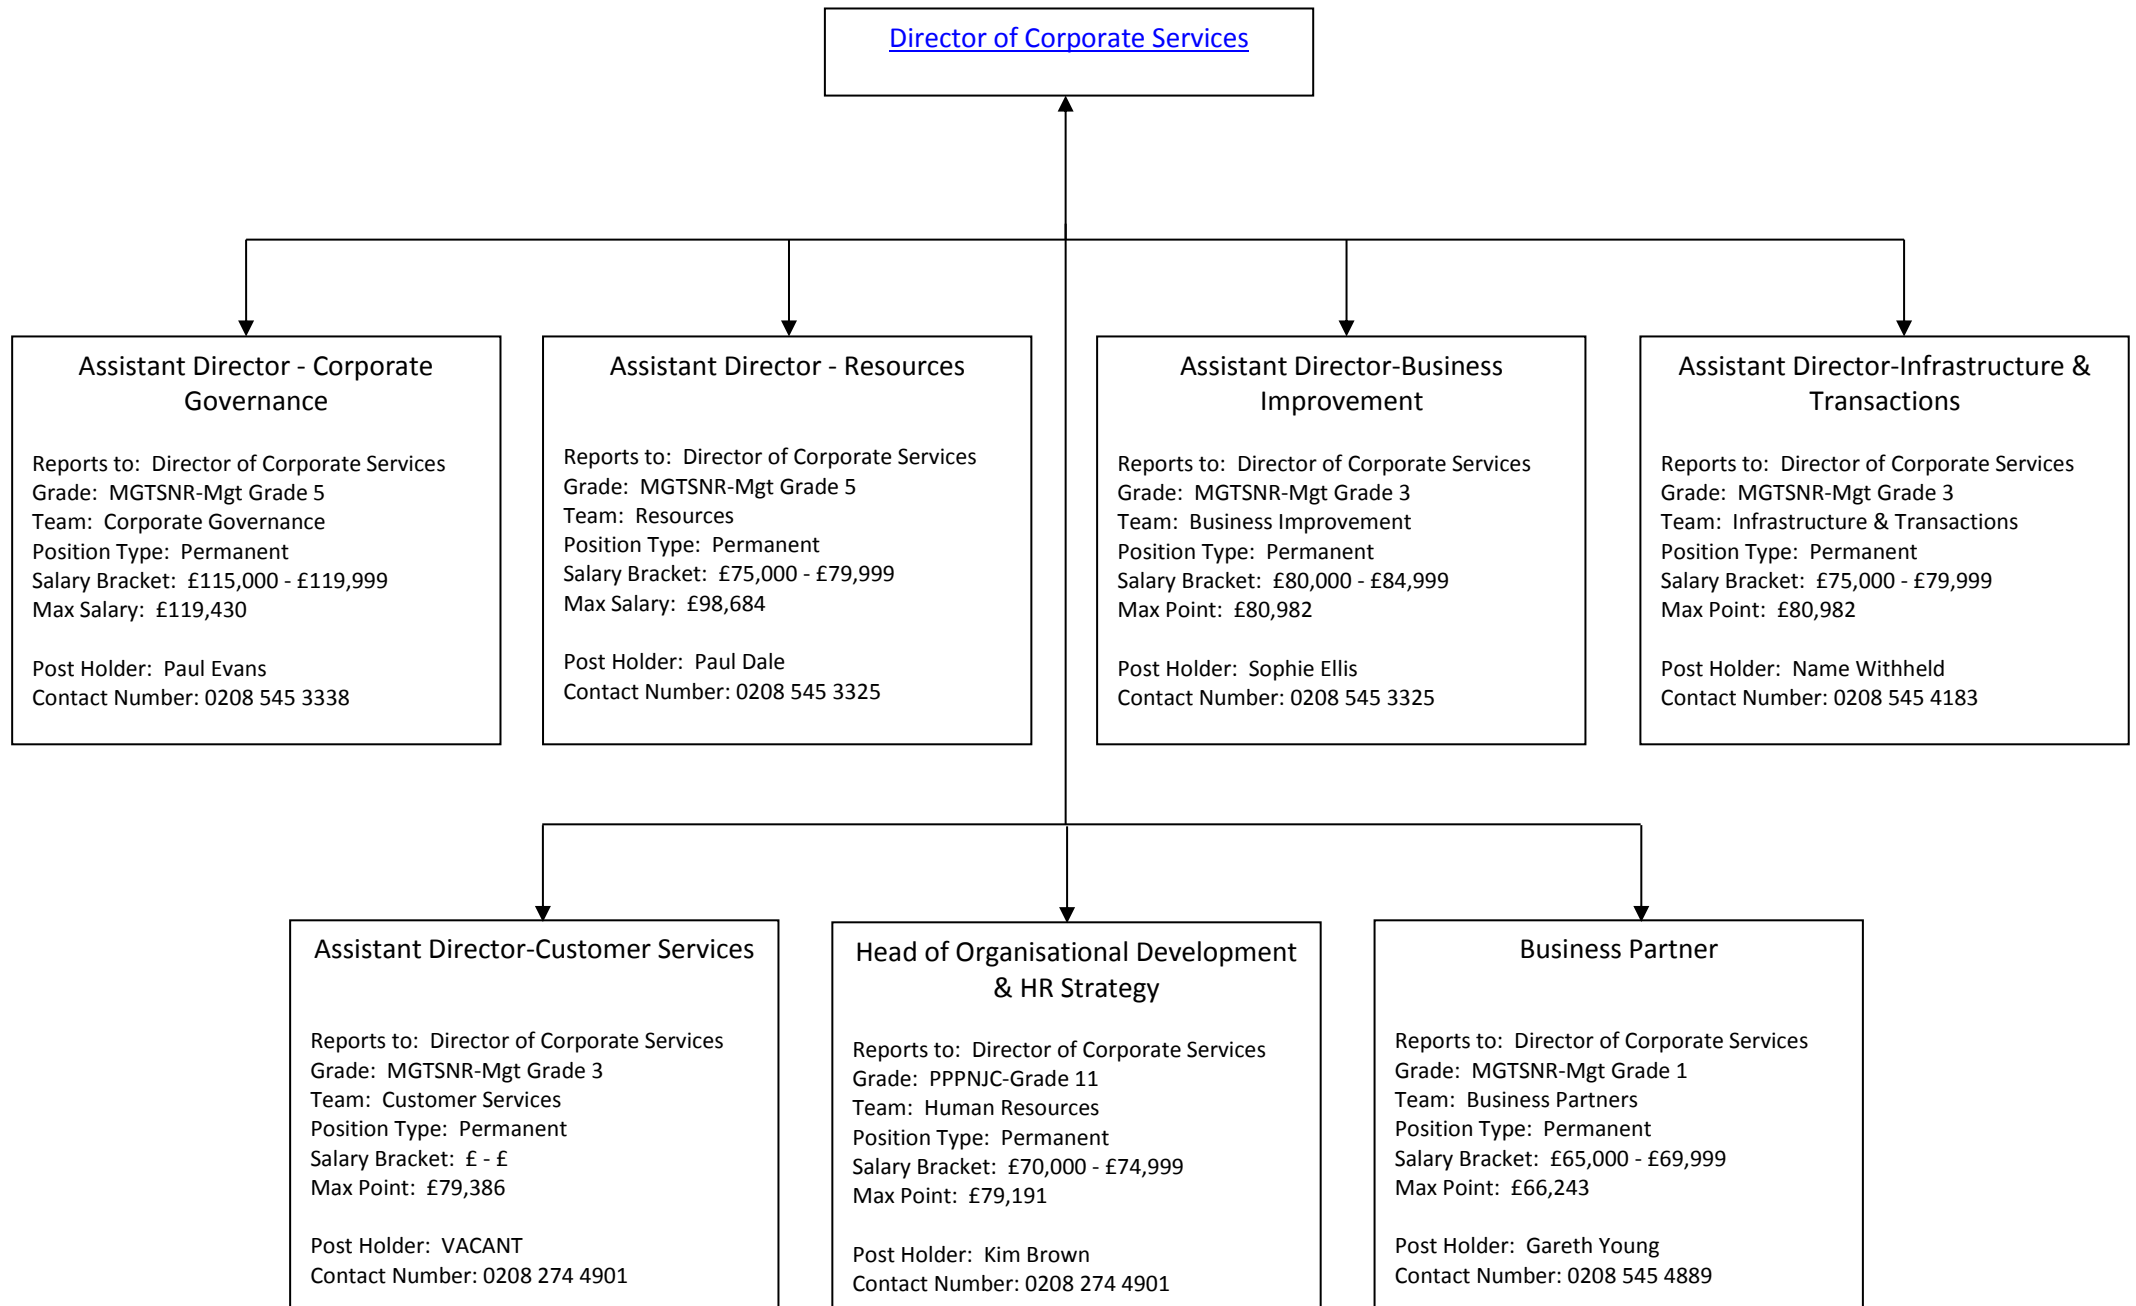 Director of Corporate Services
Assistant Director - Corporate
Governance
Reports to:  Director of Corporate Services
Grade:  MGTSNR-Mgt Grade 5
Team:  Corporate Governance
Position Type:  Permanent
Salary Bracket:  £115,000 - £119,999
Max Salary:  £119,430
Post Holder:  Paul Evans
Contact Number: 0208 545 3338
Assistant Director - Resources
Reports to:  Director of Corporate Services
Grade:  MGTSNR-Mgt Grade 5
Team:  Resources
Position Type:  Permanent
Salary Bracket:  £75,000 - £79,999
Max Salary:  £98,684
Post Holder:  Paul Dale
Contact Number: 0208 545 3325
Assistant Director-Business
Improvement
Reports to:  Director of Corporate Services
Grade:  MGTSNR-Mgt Grade 3
Team:  Business Improvement
Position Type:  Permanent
Salary Bracket:  £80,000 - £84,999
Max Point:  £80,982
Post Holder:  Sophie Ellis
Contact Number: 0208 545 3325
Assistant Director-Infrastructure &
Transactions
Reports to:  Director of Corporate Services
Grade:  MGTSNR-Mgt Grade 3
Team:  Infrastructure & Transactions
Position Type:  Permanent
Salary Bracket:  £75,000 - £79,999
Max Point:  £80,982
Post Holder:  Name Withheld
Contact Number: 0208 545 4183
Assistant Director-Customer Services
Reports to:  Director of Corporate Services
Grade:  MGTSNR-Mgt Grade 3
Team:  Customer Services
Position Type:  Permanent
Salary Bracket:  £ - £
Max Point:  £79,386
Post Holder:  VACANT
Contact Number: 0208 274 4901
Head of Organisational Development
& HR Strategy
Reports to:  Director of Corporate Services
Grade:  PPPNJC-Grade 11
Team:  Human Resources
Position Type:  Permanent
Salary Bracket:  £70,000 - £74,999
Max Point:  £79,191
Post Holder:  Kim Brown
Contact Number: 0208 274 4901
Business Partner
Reports to:  Director of Corporate Services
Grade:  MGTSNR-Mgt Grade 1
Team:  Business Partners
Position Type:  Permanent
Salary Bracket:  £65,000 - £69,999
Max Point:  £66,243
Post Holder:  Gareth Young
Contact Number: 0208 545 4889